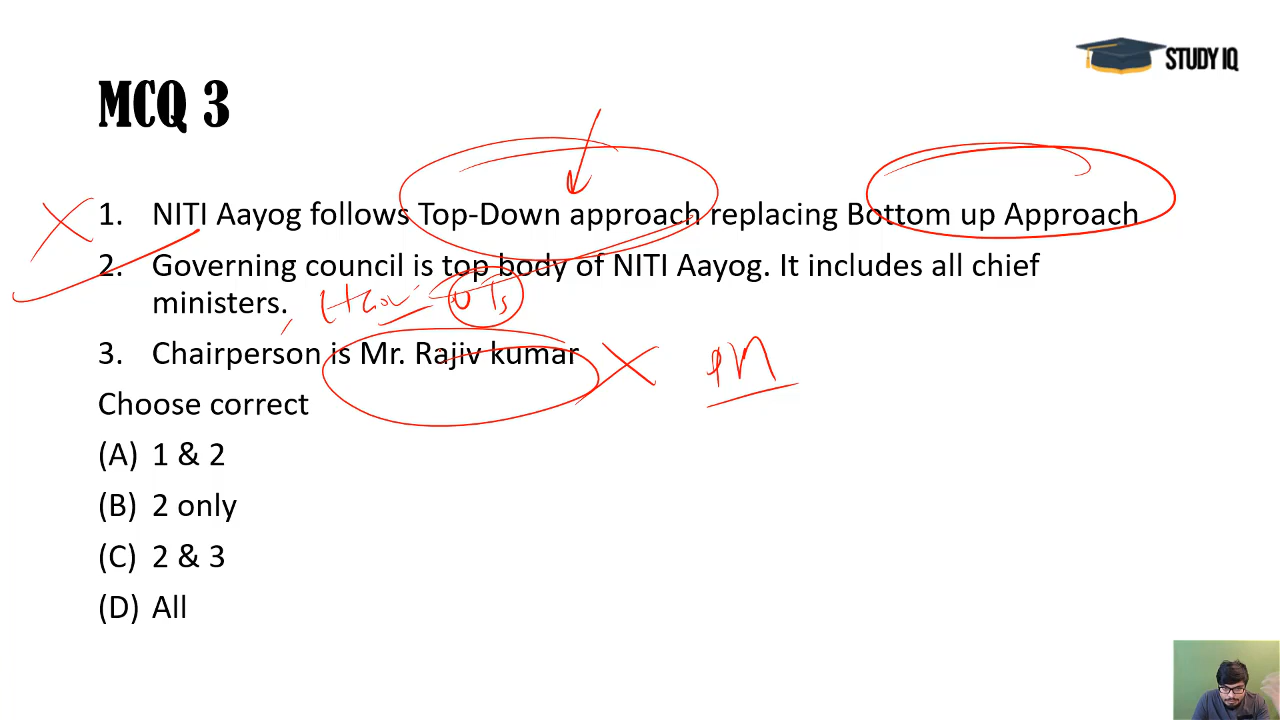 STUDY IQ
MCQ 3
1. NITI Aayog follows Top-Down approach replacing Bottom up Approach
2. Governing council is top body of NITI Aayog. It includes all chief
ministers. UTs
3. Chairperson is Mr. Rajiv kumar PM
Choose correct
(A) 1 & 2
(B) 2 only
(C) 2 & 3
(D) All